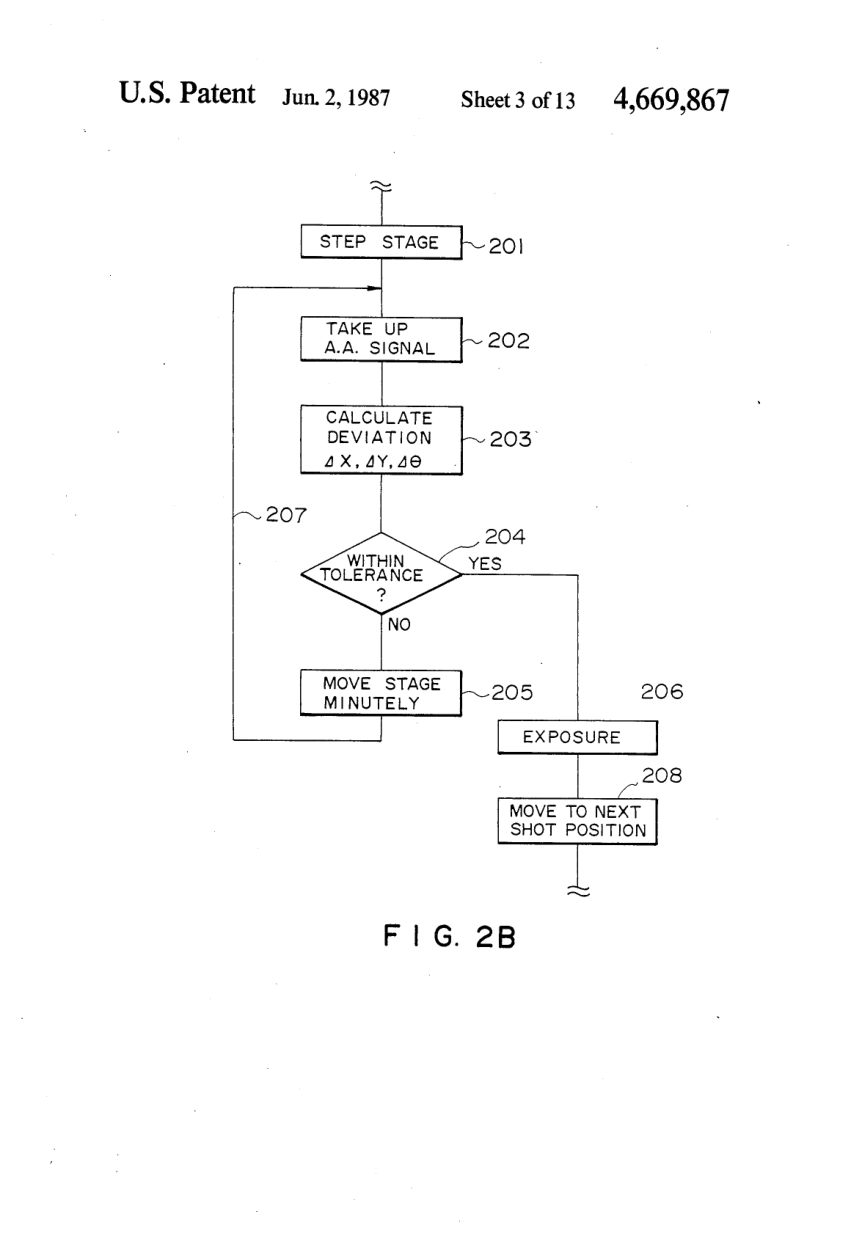 U.S. Patent Jun. 2, 1987 Sheet 3 of 13 4,669,867
STEP STAGE
201
TAKE UP
A.A. SIGNAL
202
CALCULATE
DEVIATION
ΔX, ΔY, Δθ
203
207
204
WITHIN
TOLERANCE
?
YES
NO
MOVE STAGE
MINUTELY
205
206
EXPOSURE
208
MOVE TO NEXT
SHOT POSITION
FIG. 2B